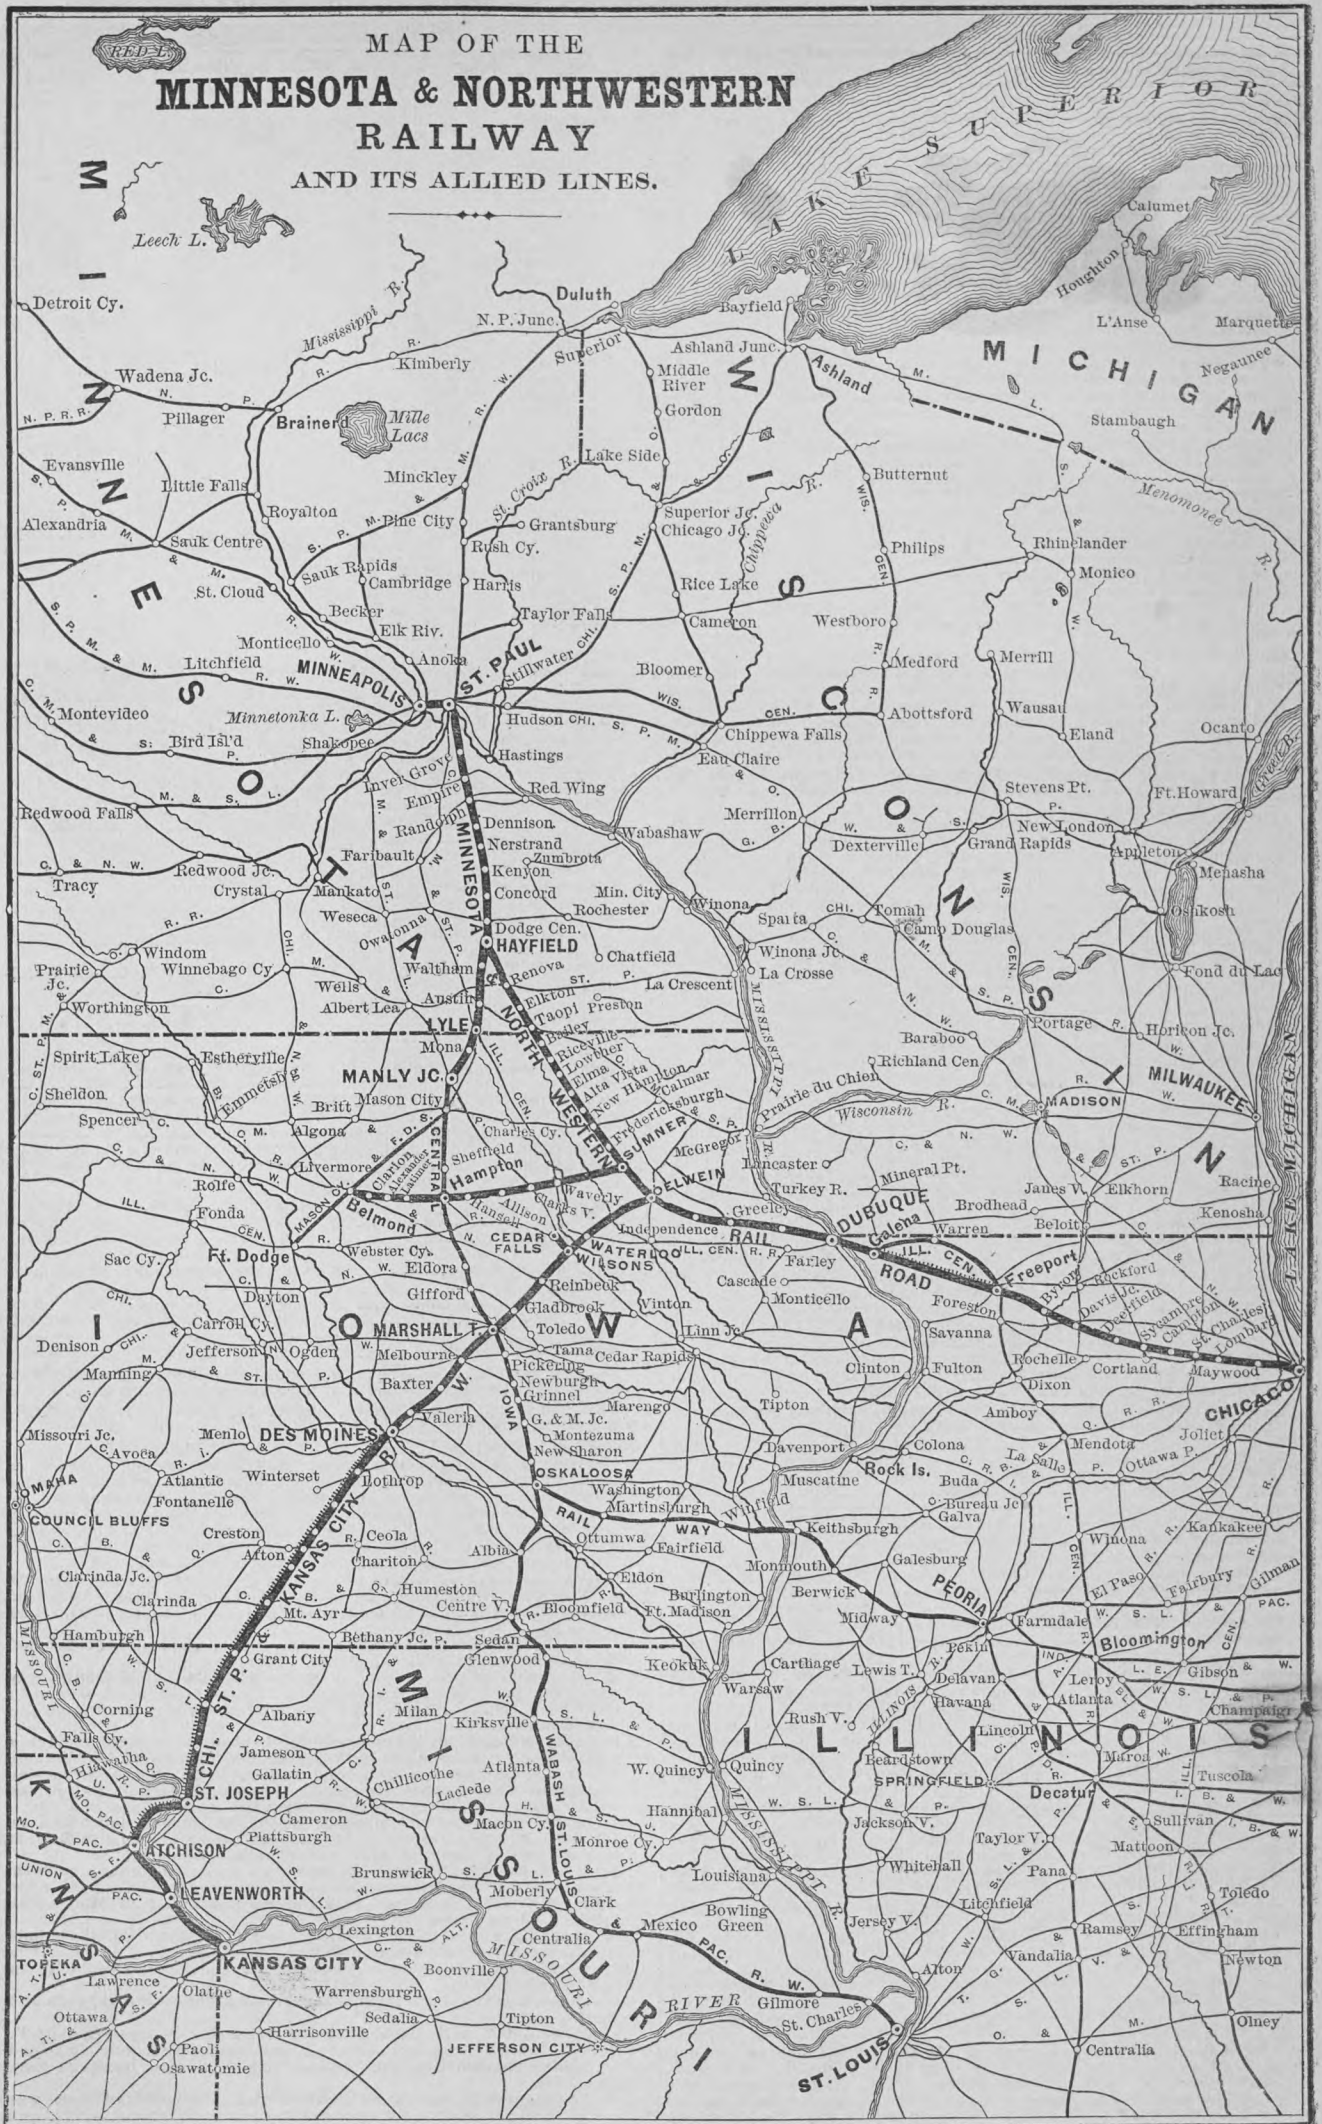 MAP OF THE
MINNESOTA & NORTHWESTERN
RAILWAY
AND ITS ALLIED LINES.
RED L.
Leech L.
LAKE SUPERIOR
MINNESOTA
WISCONSIN
MICHIGAN
IOWA
ILLINOIS
MISSOURI
KANSAS
LAKE MICHIGAN
Calumet
Houghton
L'Anse
Marquette
Negaunee
Stambaugh
Menomonee R.
Detroit Cy.
Mississippi R.
Duluth
N. P. Junc.
Superior
Bayfield
Ashland Junc.
Ashland
Kimberly
Middle River
Gordon
Wadena Jc.
Pillager
Brainerd
Mille Lacs
N. P. R. R.
Evansville
Little Falls
Minckley
St. Croix R.
Lake Side
Chippewa R.
Butternut
Alexandria
Royalton
Sauk Centre
Pine City
Grantsburg
Superior Jc.
Chicago Jc.
Rush Cy.
Philips
Rhinelander
Monico
Sauk Rapids
Cambridge
Harris
Rice Lake
St. Cloud
Becker
Taylor Falls
Cameron
Westboro
Monticello
Elk Riv.
Anoka
Litchfield
MINNEAPOLIS
ST. PAUL
Stillwater
Bloomer
Medford
Merrill
Montevideo
Minnetonka L.
Hudson
Chippewa Falls
Abottsford
Wausau
Eland
Ocanto
Bird Isl'd
Shakopee
Hastings
Eau Claire
Green B.
Inver Grove
Empire
Red Wing
Stevens Pt.
Ft. Howard
Redwood Falls
Randolph
Dennison
Wabashaw
Merrillon
Dexterville
Grand Rapids
New London
Appleton
Menasha
Tracy
Redwood Jc.
Faribault
Nerstrand
Zumbrota
Kenyon
Crystal
Mankato
Concord
Min. City
Winona
Weseca
Owatonna
Rochester
Sparta
Tomah
Camp Douglas
Oshkosh
Dodge Cen.
HAYFIELD
Windom
Winnebago Cy
Waltham
Renova
Chatfield
Winona Jc.
La Crosse
Fond du Lac
Prairie Jc.
Wells
La Crescent
Worthington
Albert Lea
Austin
Elkton
Taopi
Preston
LYLE
Bailey
Portage
Horicon Jc.
Riceville
Baraboo
Spirit Lake
Estherville
Mona
Lowther
Elma
Richland Cen.
Alta Vista
MANLY JC.
New Hampton
Calmar
Prairie du Chien
MILWAUKEE
Sheldon
Emmetsburg
Britt
Mason City
Fredericksburgh
Wisconsin R.
MADISON
Spencer
Algona
Charles Cy.
SUMNER
McGregor
Sheffield
Lancaster
Mineral Pt.
Livermore
Clarion
Alexander
Latimer
Hampton
ELWEIN
Turkey R.
Janes V.
Elkhorn
Racine
Rolfe
MASON CY.
Belmond
Hansell
Allison
Clarks V.
Waverly
Greeley
DUBUQUE
Brodhead
Beloit
Kenosha
Fonda
CEDAR FALLS
Independence
Galena
Warren
Sac Cy.
Ft. Dodge
Webster Cy.
Eldora
WATERLOO
WILSONS
Farley
Freeport
Rockford
Byron
Dayton
Gifford
Reinbeck
Cascade
Monticello
Foreston
Davis Jc.
Deerfield
Sycamore
Campton
St. Charles
Lombard
Carroll Cy.
Gladbrook
Vinton
Denison
Jefferson
Ogden
MARSHALL T.
Toledo
Linn Jc.
Savanna
Manning
Melbourne
Tama
Cedar Rapids
Pickering
Clinton
Fulton
Rochelle
Cortland
Maywood
CHICAGO
Baxter
Newburgh
Grinnel
Marengo
Tipton
Dixon
Valeria
G. & M. Jc.
Amboy
Missouri Jc.
Menlo
DES MOINES
Montezuma
New Sharon
Davenport
Colona
Mendota
Joliet
Avoca
Atlantic
Winterset
Lothrop
OSKALOOSA
Muscatine
Rock Is.
La Salle
Ottawa
OMAHA
Fontanelle
Washington
Buda
Martinsburgh
Winfield
Bureau Jc
Galva
COUNCIL BLUFFS
Creston
Ceola
Keithsburgh
Winona
Kankakee
Afton
Chariton
Albia
Ottumwa
Fairfield
Galesburg
Clarinda Jc.
Eldon
Monmouth
El Paso
Fairbury
Gilman
Clarinda
Humeston
Centre V.
Burlington
Berwick
PEORIA
Bloomfield
Ft. Madison
Midway
Farmdale
Mt. Ayr
Hamburgh
Bethany Jc.
Sedan
Pekin
Bloomington
Grant City
Glenwood
Keokuk
Carthage
Lewis T.
Delavan
Leroy
Gibson
Warsaw
Havana
Atlanta
Corning
Albany
Milan
Kirksville
Rush V.
Lincoln
Champaign
Falls Cy.
Jameson
Beardstown
Maroa
Hiawatha
Gallatin
Chillicothe
Atlanta
W. Quincy
Quincy
SPRINGFIELD
Decatur
Tuscola
ST. JOSEPH
Laclede
Cameron
Macon Cy.
Hannibal
Jackson V.
Sullivan
ATCHISON
Plattsburgh
Monroe Cy.
Taylor V.
Mattoon
Brunswick
Louisiana
Whitehall
Pana
LEAVENWORTH
Moberly
Clark
Bowling Green
Litchfield
Toledo
Lexington
Mexico
Jersey V.
Ramsey
Effingham
Centralia
KANSAS CITY
TOPEKA
Boonville
Alton
Vandalia
Newton
Lawrence
Olathe
Warrensburgh
Gilmore
Ottawa
Sedalia
Tipton
St. Charles
Olney
Harrisonville
Paoli
JEFFERSON CITY
ST. LOUIS
Centralia
Osawatomie
MISSOURI RIVER
MISSISSIPPI R.
ILLINOIS R.
MINNESOTA
NORTH WESTERN
RAIL ROAD
CENTRAL IOWA RAIL WAY
CHI. ST. P. & KANSAS CITY R. W.
WABASH ST. LOUIS & PAC. R. W.